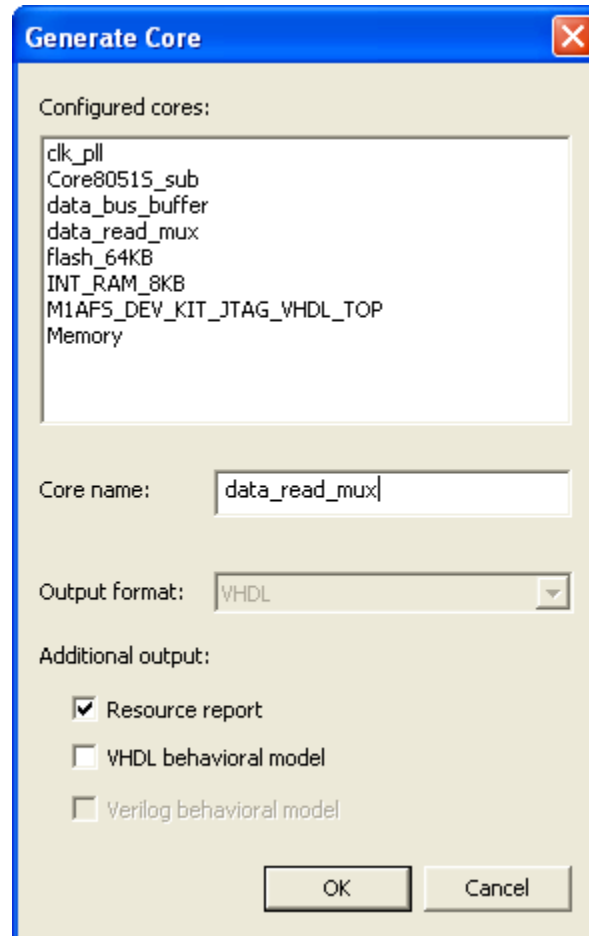 Generate Core
Configured cores:
clk_pll
Core8051S_sub
data_bus_buffer
data_read_mux
flash_64KB
INT_RAM_8KB
M1AFS_DEV_KIT_JTAG_VHDL_TOP
Memory
Core name: data_read_mux
Output format: VHDL
Additional output:
Resource report
VHDL behavioral model
Verilog behavioral model
OK Cancel